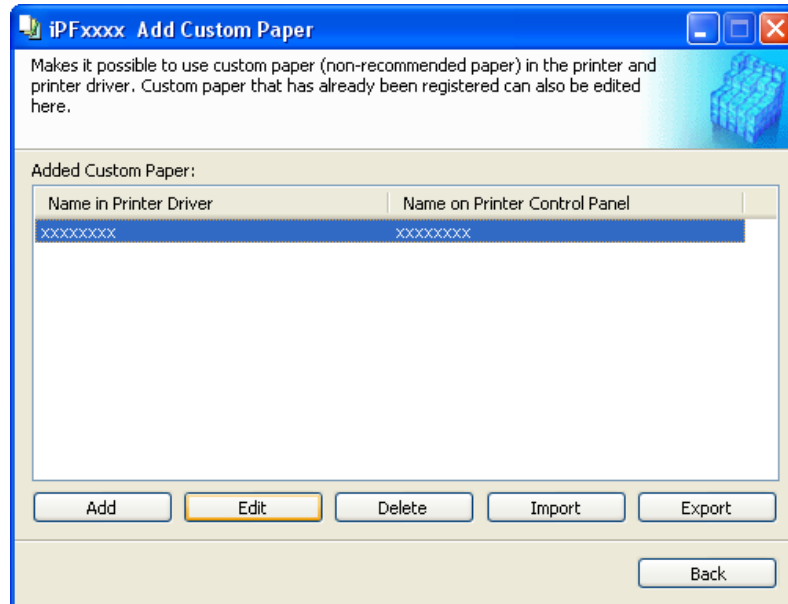 iPFxxxx Add Custom Paper
Makes it possible to use custom paper (non-recommended paper) in the printer and
printer driver. Custom paper that has already been registered can also be edited
here.
Added Custom Paper:
Name in Printer Driver Name on Printer Control Panel
xxxxxxxx xxxxxxxx
Add Edit Delete Import Export
Back